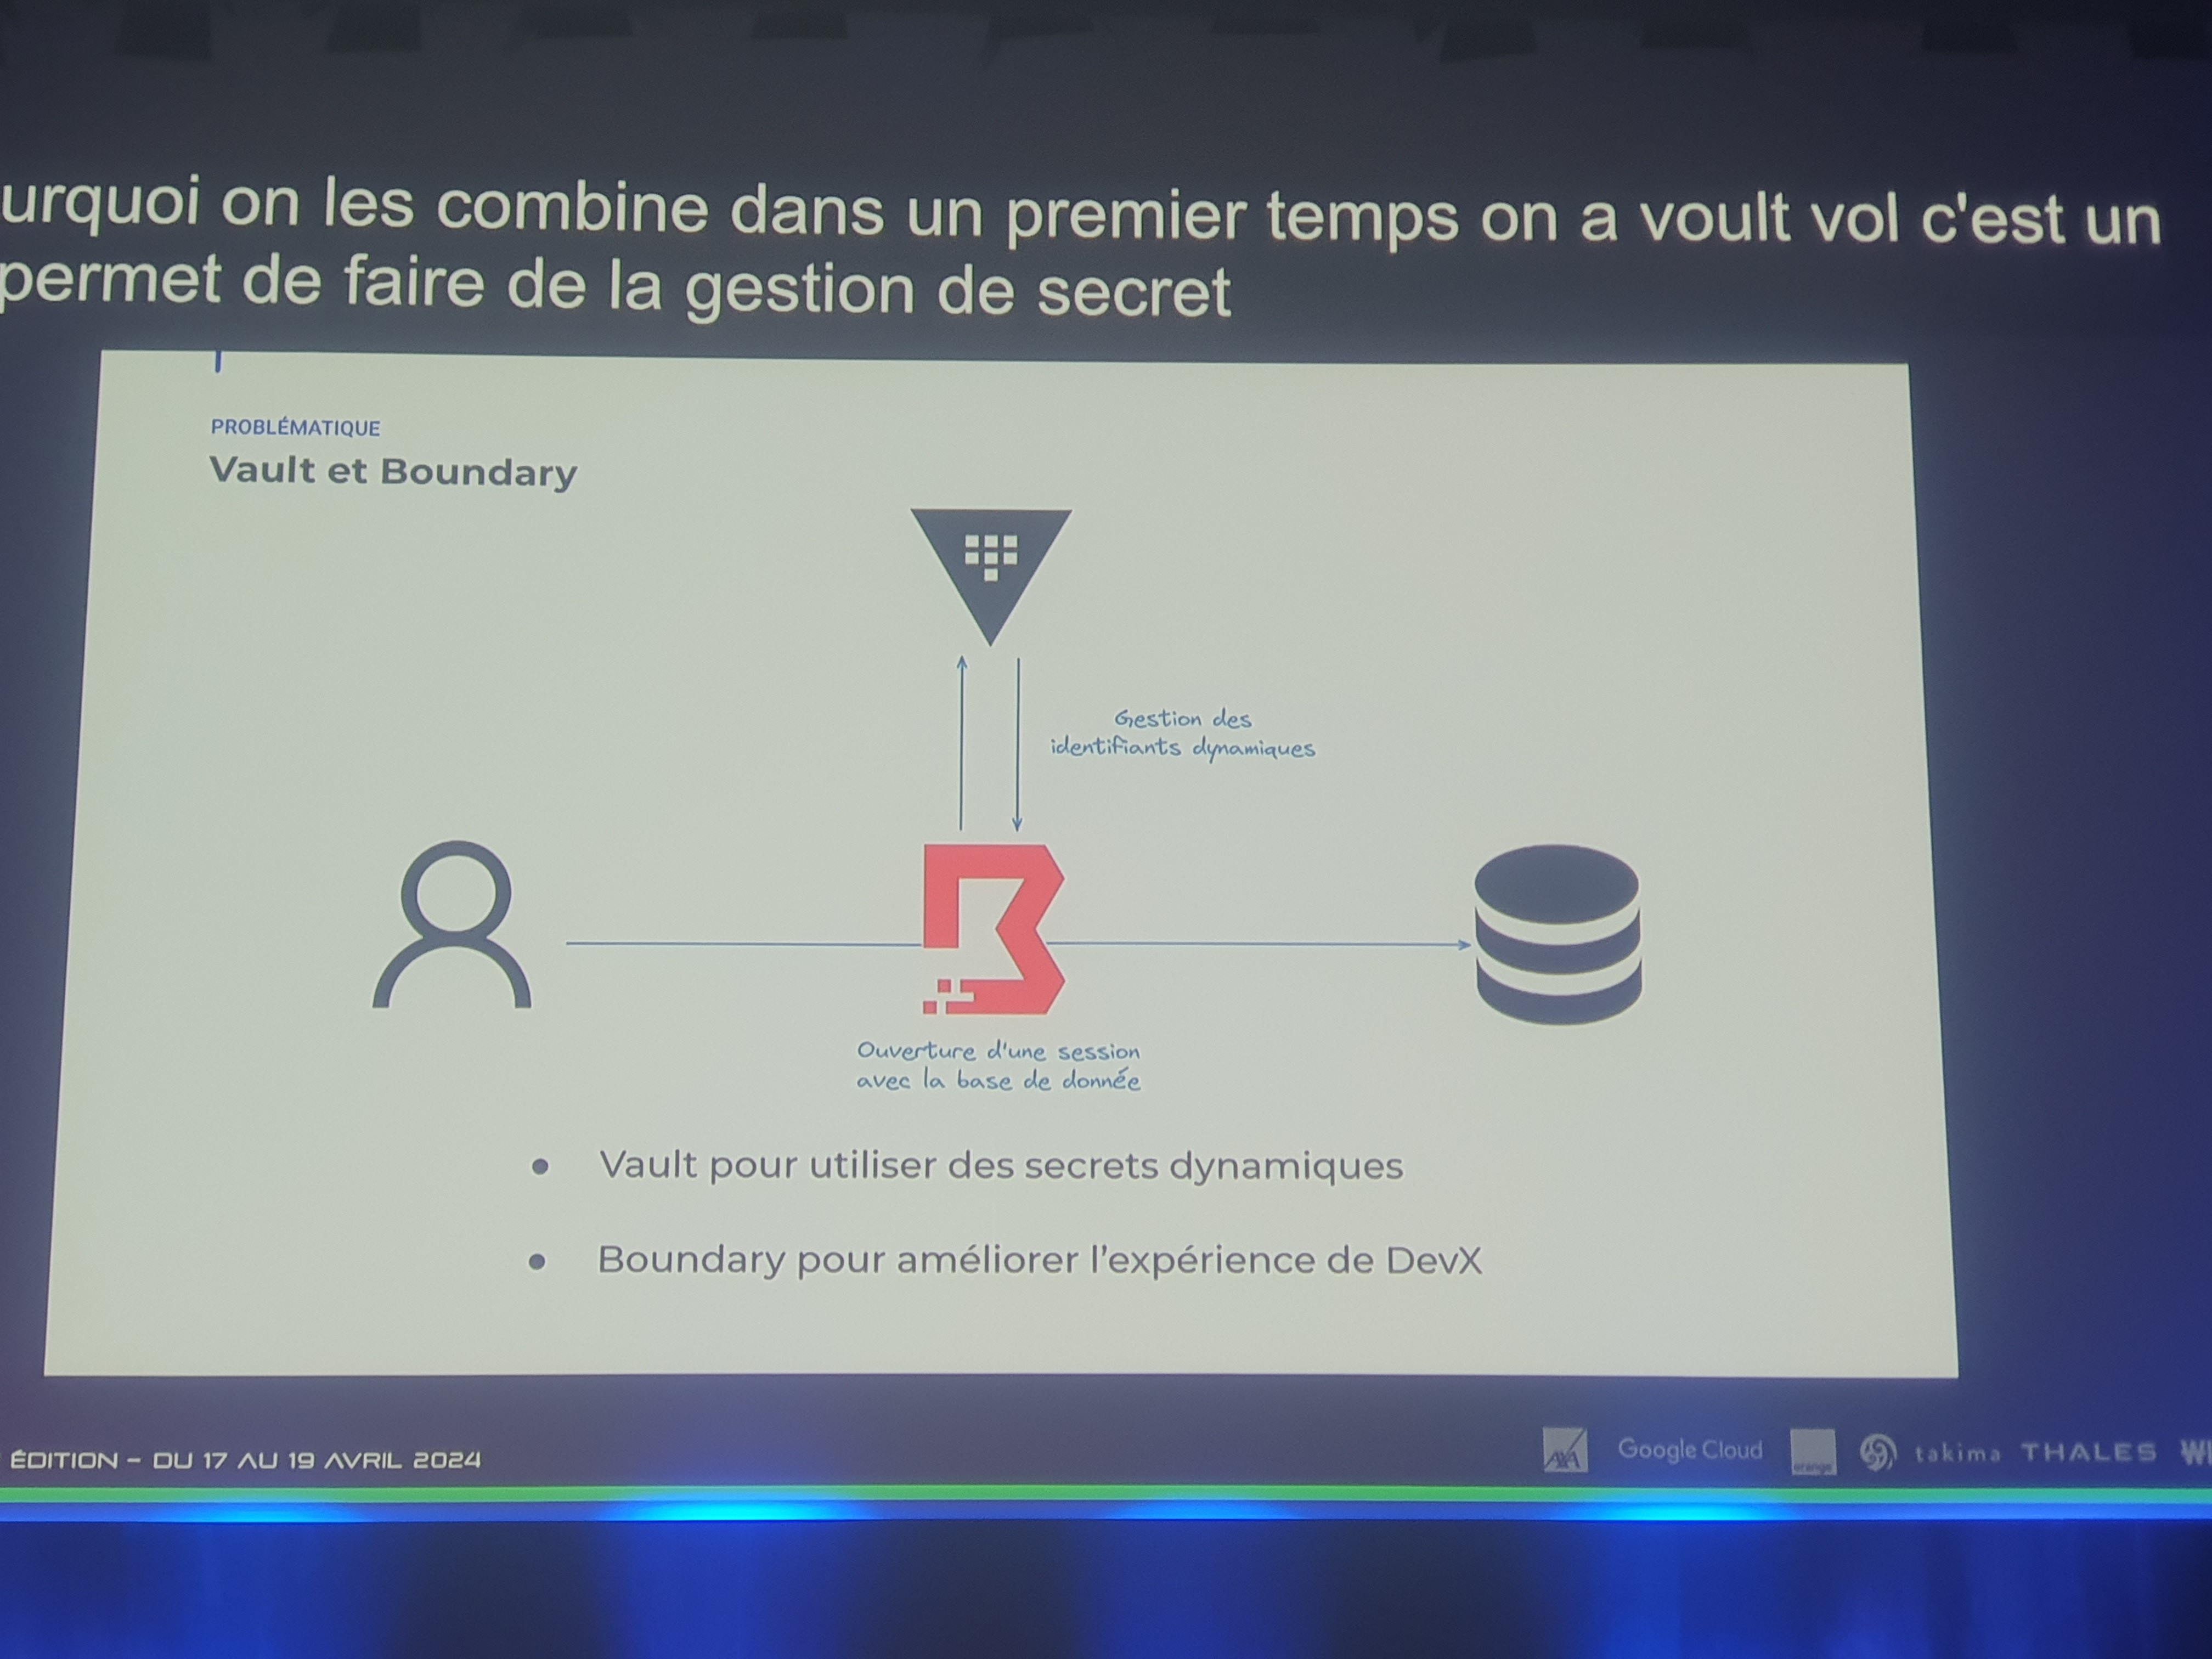 urquoi on les combine dans un premier temps on a voult vol c'est un
permet de faire de la gestion de secret
PROBLÉMATIQUE
Vault et Boundary
Gestion des
identifiants dynamiques
Ouverture d'une session
avec la base de donnée
• Vault pour utiliser des secrets dynamiques
• Boundary pour améliorer l'expérience de DevX
ÉDITION – DU 17 AU 19 AVRIL 2024
AXA Google Cloud orange takima THALES